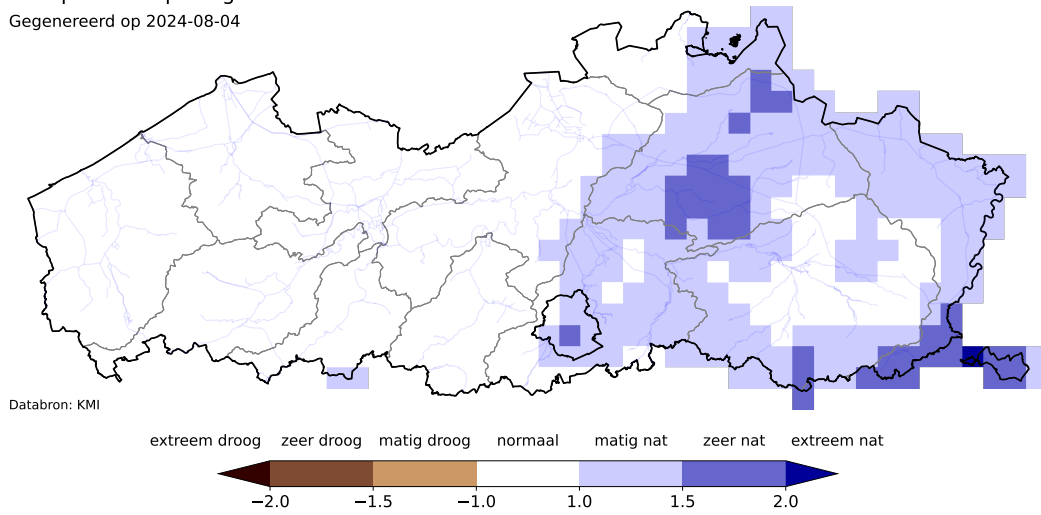 Gegenereerd op 2024-08-04
Databron: KMI
extreem droog zeer droog matig droog normaal matig nat zeer nat extreem nat
−2.0 −1.5 −1.0 1.0 1.5 2.0